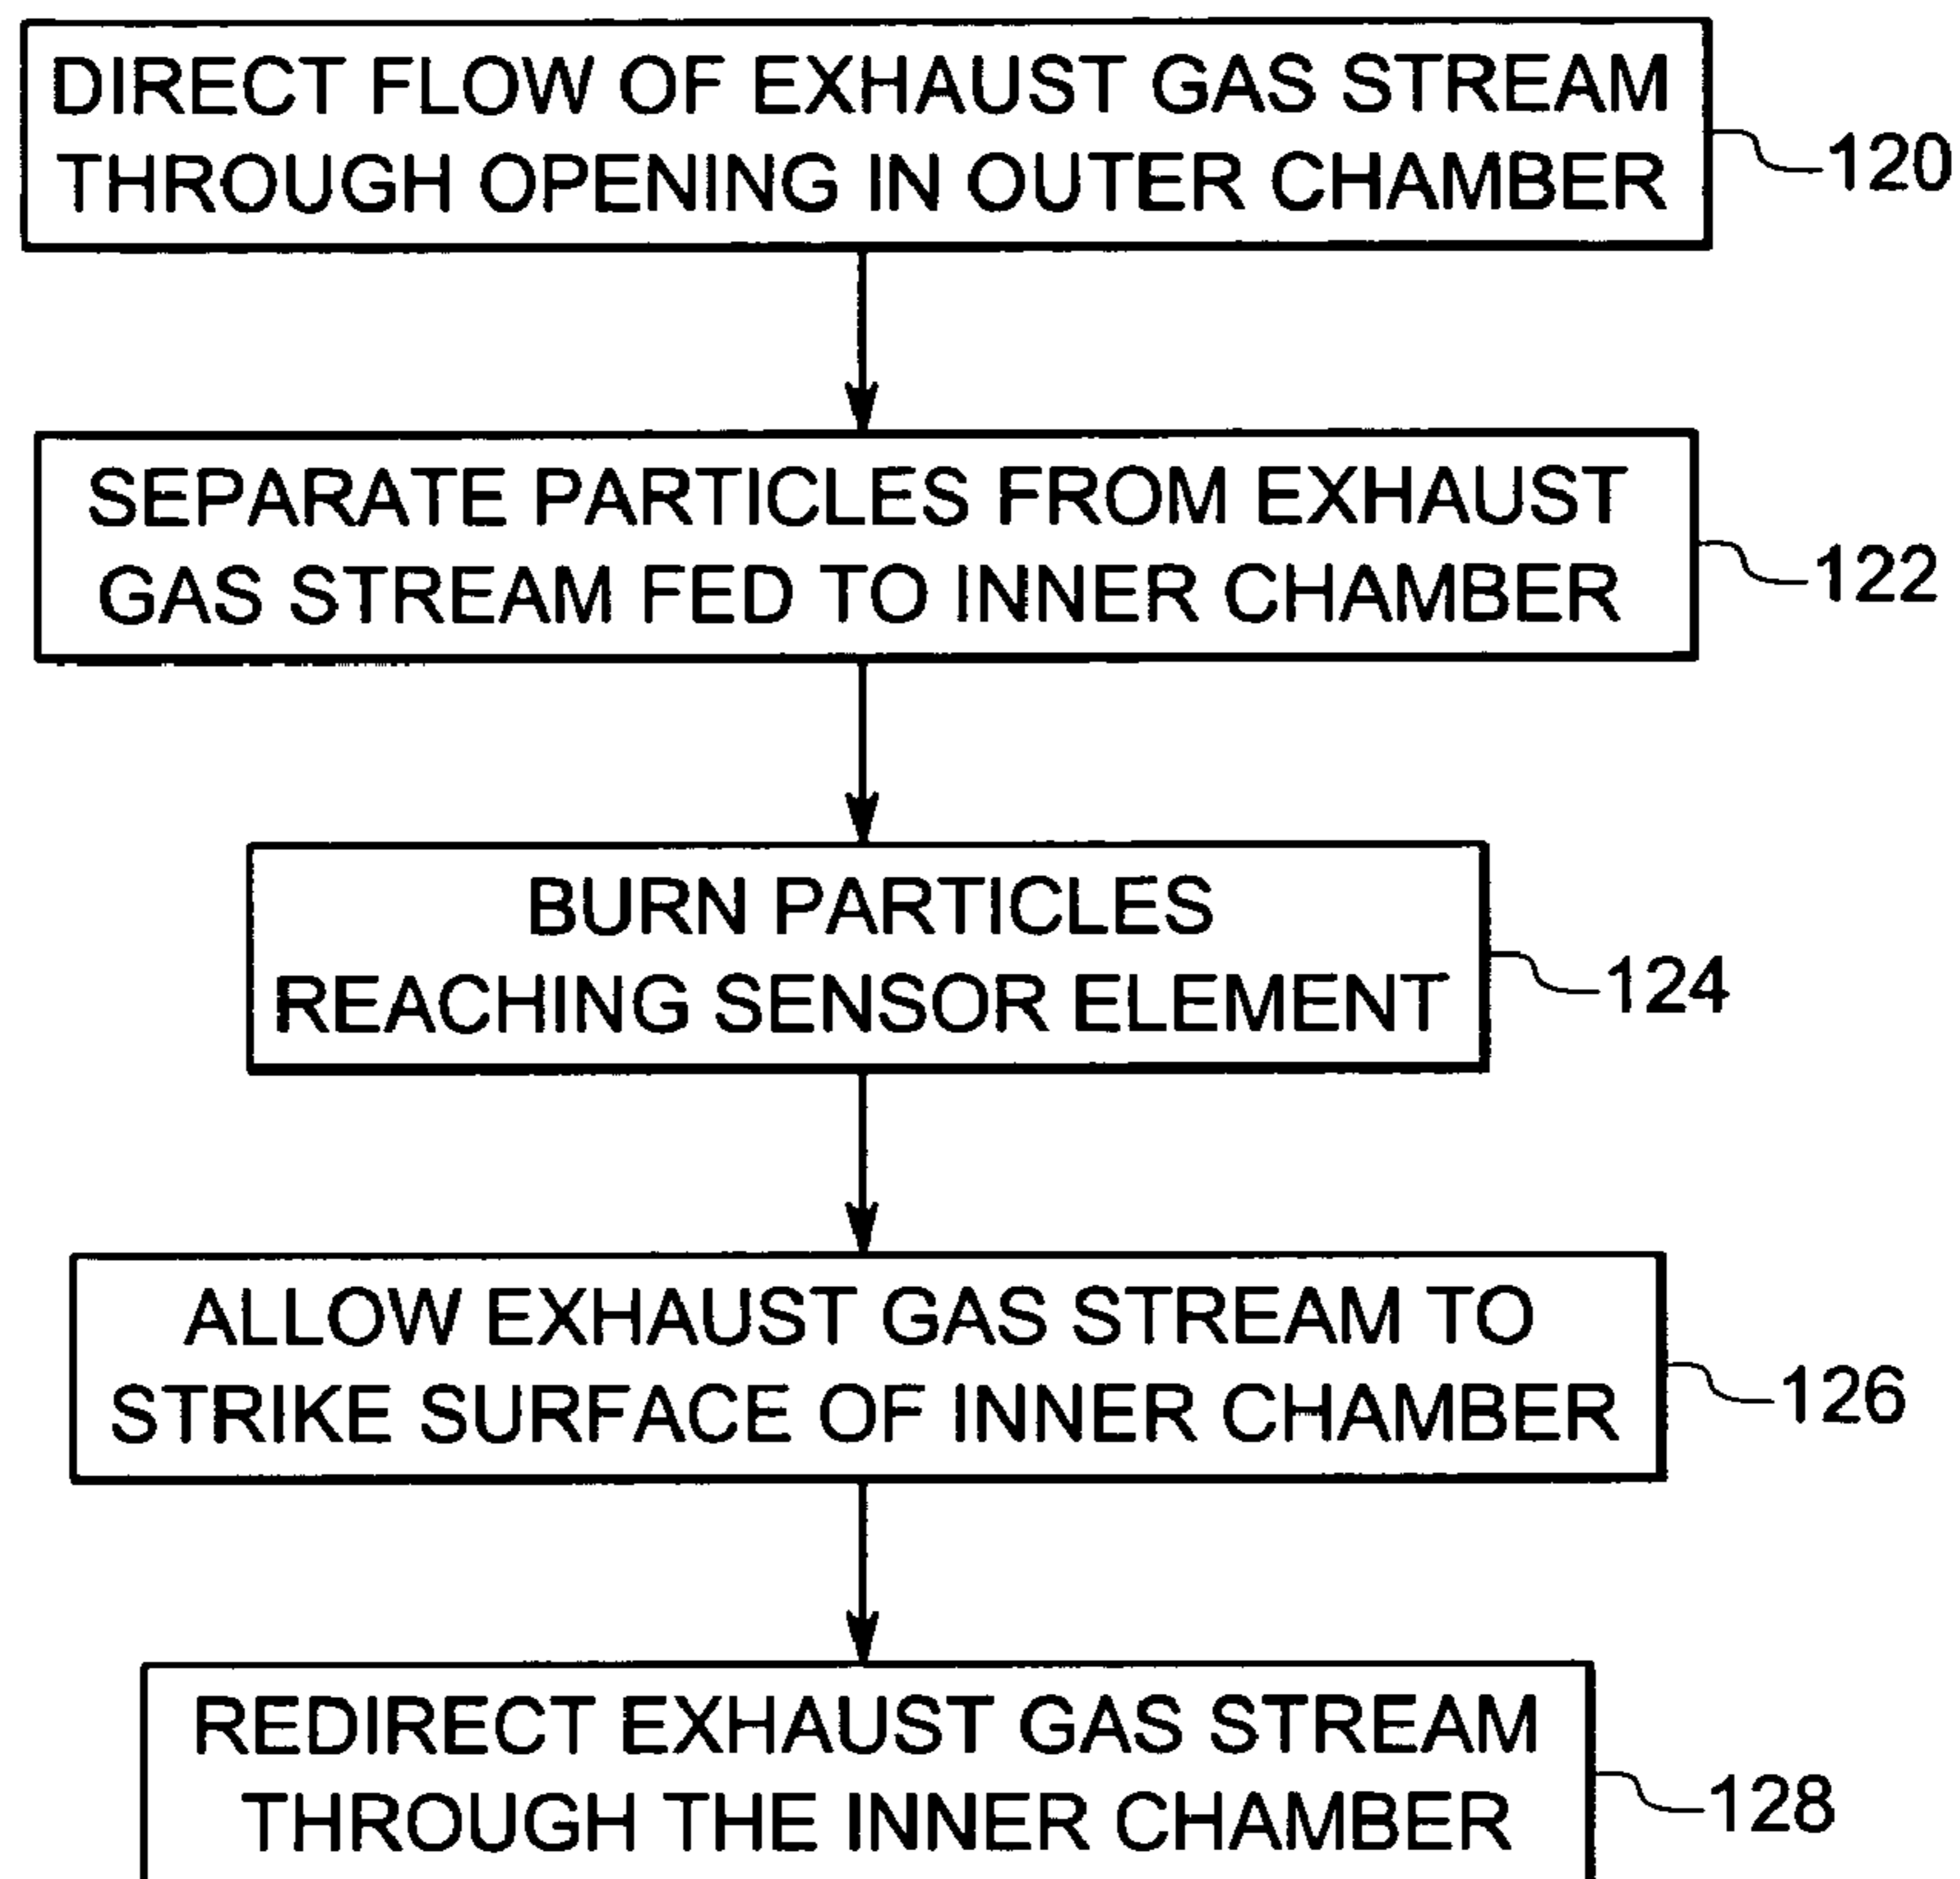 DIRECT FLOW OF EXHAUST GAS STREAM
THROUGH OPENING IN OUTER CHAMBER
120
SEPARATE PARTICLES FROM EXHAUST
GAS STREAM FED TO INNER CHAMBER
122
BURN PARTICLES
REACHING SENSOR ELEMENT
124
ALLOW EXHAUST GAS STREAM TO
STRIKE SURFACE OF INNER CHAMBER
126
REDIRECT EXHAUST GAS STREAM
THROUGH THE INNER CHAMBER
128